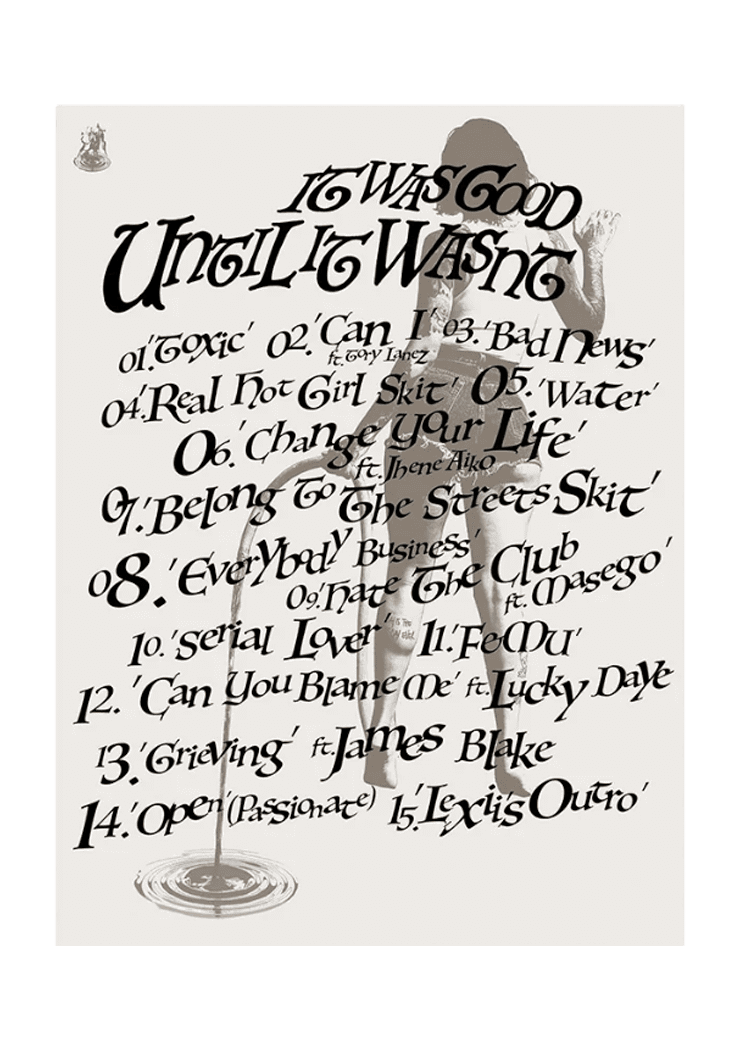 IT WAS GOOD
UNTIL IT WASNT
01.'Toxic' 02.'Can I' 03.'Bad News'
ft. Tory Lanez
04.'Real Hot Girl Skit' 05.'Water'
06.'Change Your Life'
ft. Jhene Aiko
07.'Belong To The Streets Skit'
08.'Everybody Business'
09.'Hate The Club
ft. Masego'
10.'Serial Lover' 11.'F&MU'
12.'Can You Blame Me' ft. Lucky Daye
13.'Grieving' ft. James Blake
14.'Open'(Passionate) 15.'Lexii's Outro'